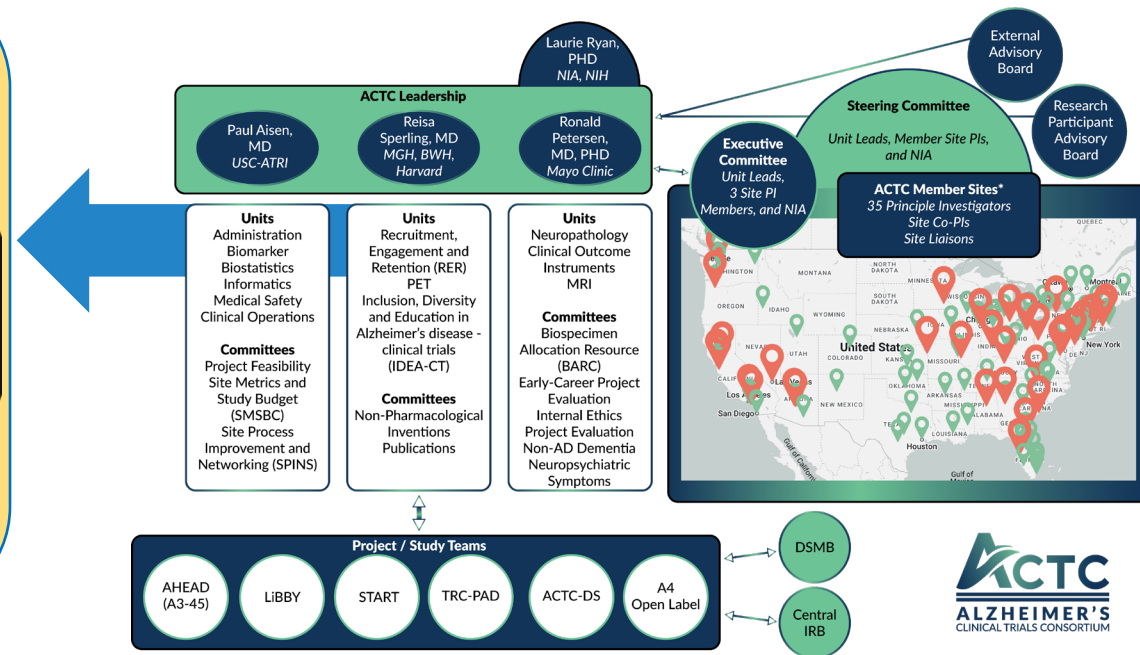 Laurie Ryan,
PHD
NIA, NIH
ACTC Leadership
Paul Aisen,
MD
USC-ATRI
Reisa
Sperling, MD
MGH, BWH,
Harvard
Ronald
Petersen,
MD, PHD
Mayo Clinic
External
Advisory
Board
Research
Participant
Advisory
Board
Steering Committee
Unit Leads, Member Site PIs,
and NIA
Executive
Committee
Unit Leads,
3 Site PI
Members, and NIA
ACTC Member Sites*
35 Principle Investigators
Site Co-PIs
Site Liaisons
Units
Administration
Biomarker
Biostatistics
Informatics
Medical Safety
Clinical Operations
Committees
Project Feasibility
Site Metrics and
Study Budget
(SMSBC)
Site Process
Improvement and
Networking (SPINS)
Units
Recruitment,
Engagement and
Retention (RER)
PET
Inclusion, Diversity
and Education in
Alzheimer's disease -
clinical trials
(IDEA-CT)
Committees
Non-Pharmacological
Inventions
Publications
Units
Neuropathology
Clinical Outcome
Instruments
MRI
Committees
Biospecimen
Allocation Resource
(BARC)
Early-Career Project
Evaluation
Internal Ethics
Project Evaluation
Non-AD Dementia
Neuropsychiatric
Symptoms
QUEBEC
MONTANA
NORTH
DAKOTA
OREGON
IDAHO
SOUTH
DAKOTA
WYOMING
NEBRASKA
United States
UTAH
COLORADO
MISSOURI
OKLAHOMA
ARKANSAS
NEW MEXICO
San Diego
LOUISIANA
Houston
New York
Gulf of
Project / Study Teams
AHEAD
(A3-45)
LiBBY
START
TRC-PAD
ACTC-DS
A4
Open Label
DSMB
Central
IRB
ACTC
ALZHEIMER'S
CLINICAL TRIALS CONSORTIUM